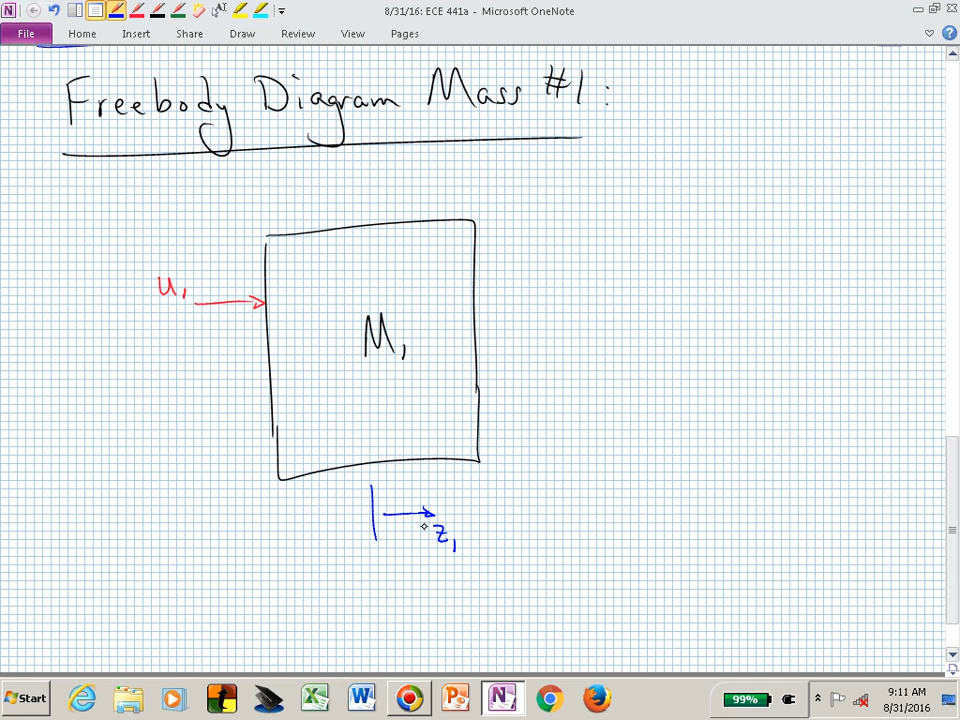 8/31/16: ECE 441a - Microsoft OneNote
File Home Insert Share Draw Review View Pages
Freebody Diagram Mass #1:
u1
M1
z1
Start
99%
9:11 AM
8/31/2016